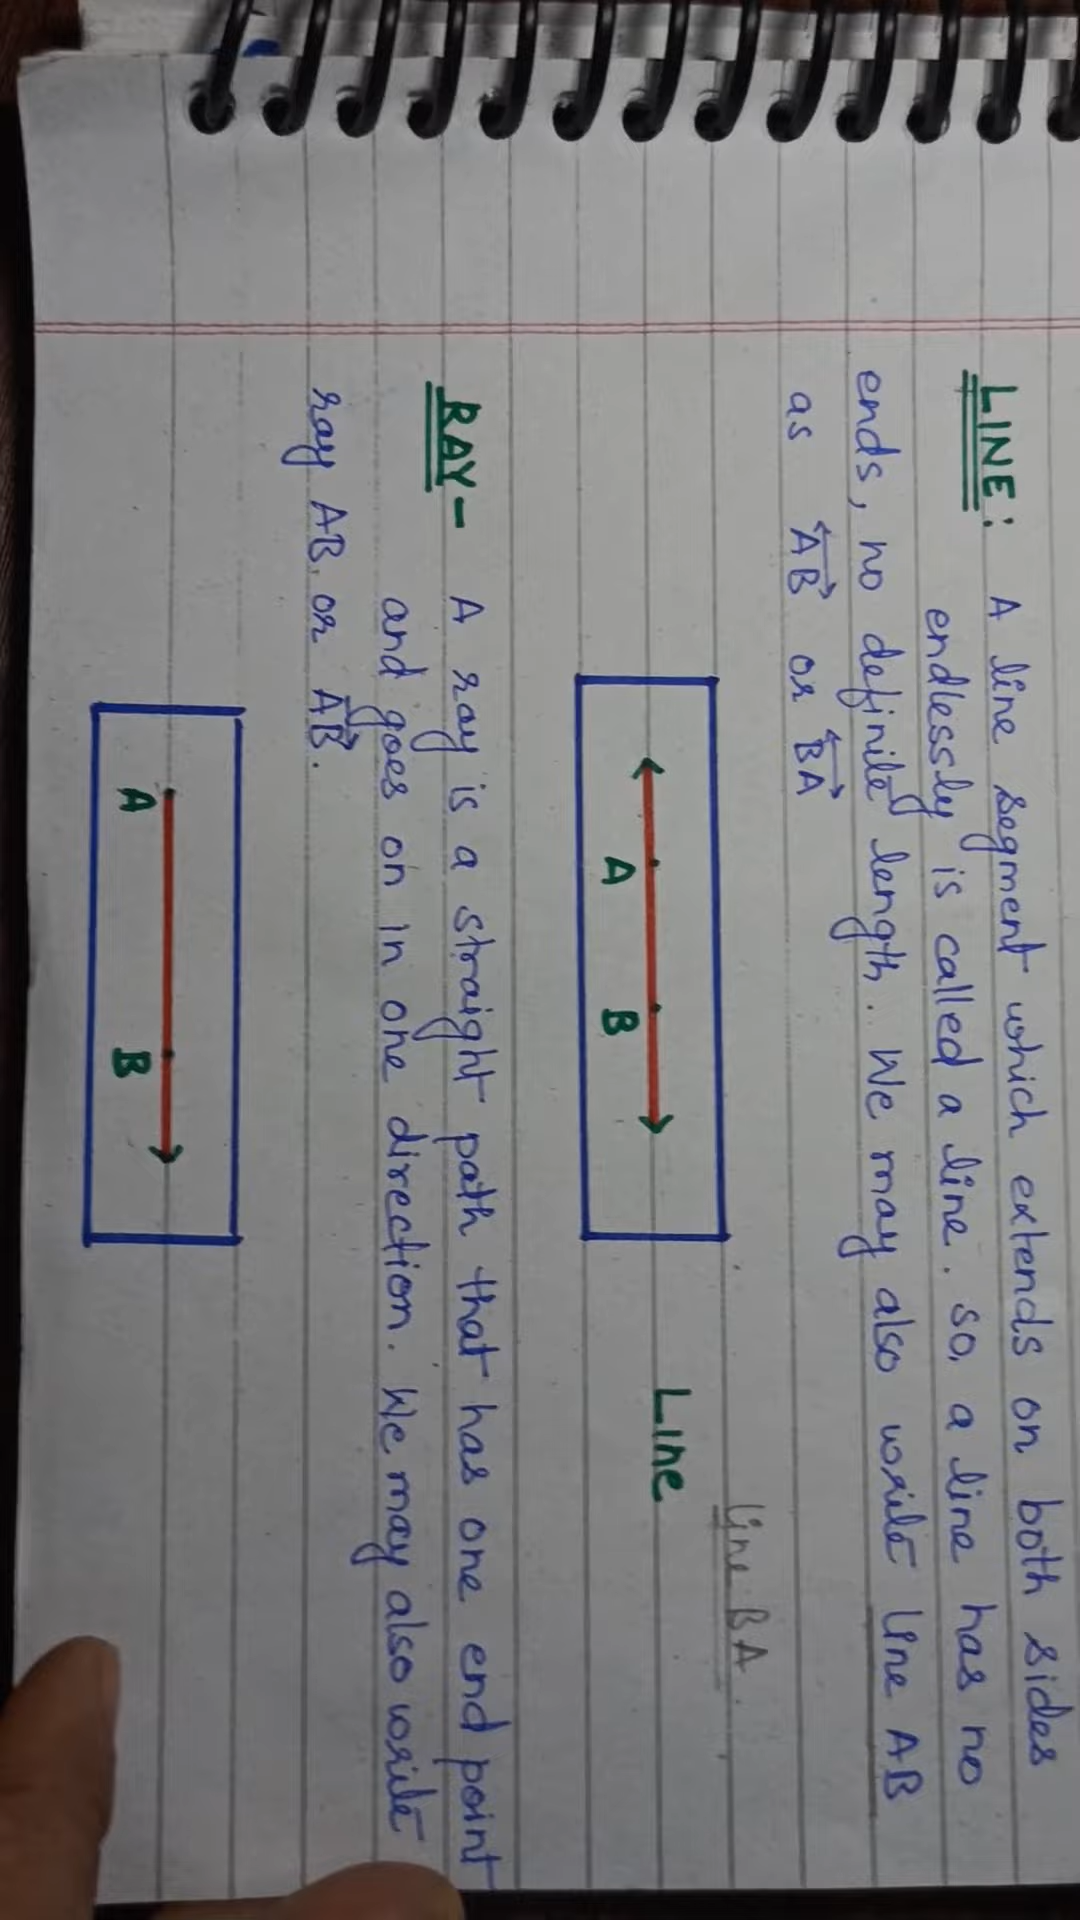 LINE: A line segment which extends on both sides
endlessly is called a line. So, a line has no
ends, no definite length. We may also write line AB
as A͟B or BA
line BA.
Line
A B
RAY- A ray is a straight path that has one end point
and goes on in one direction. We may also write
ray AB. or AB.
A B